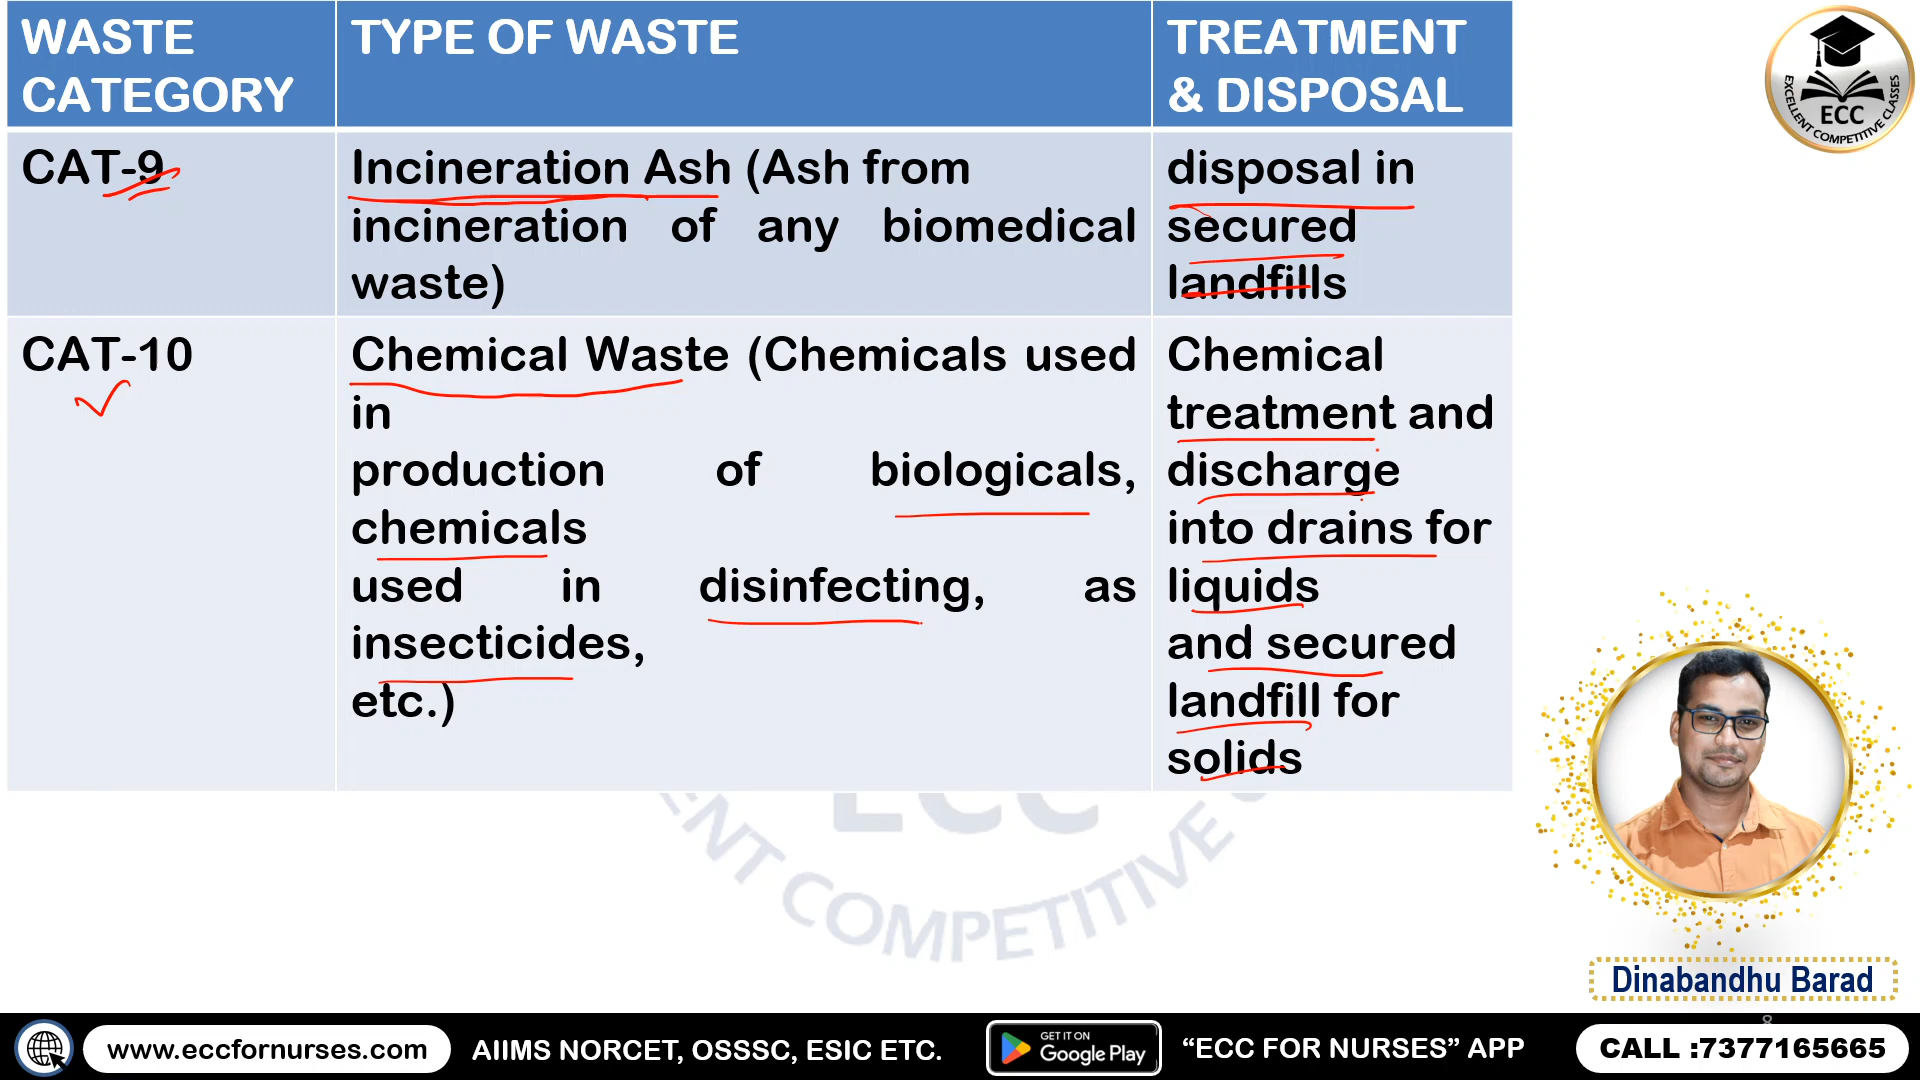 WASTE CATEGORY
TYPE OF WASTE
TREATMENT & DISPOSAL
CAT-9
Incineration Ash (Ash from
incineration of any biomedical
waste)
disposal in
secured
landfills
CAT-10
Chemical Waste (Chemicals used
in
production of biologicals,
chemicals
used in disinfecting, as
insecticides,
etc.)
Chemical
treatment and
discharge
into drains for
liquids
and secured
landfill for
solids
EXCELLENT COMPETITIVE CLASSES
ECC
ECC
ENT COMPETITIVE C
Dinabandhu Barad
8
www.eccfornurses.com
AIIMS NORCET, OSSSC, ESIC ETC.
GET IT ON
Google Play
“ECC FOR NURSES” APP
CALL :7377165665